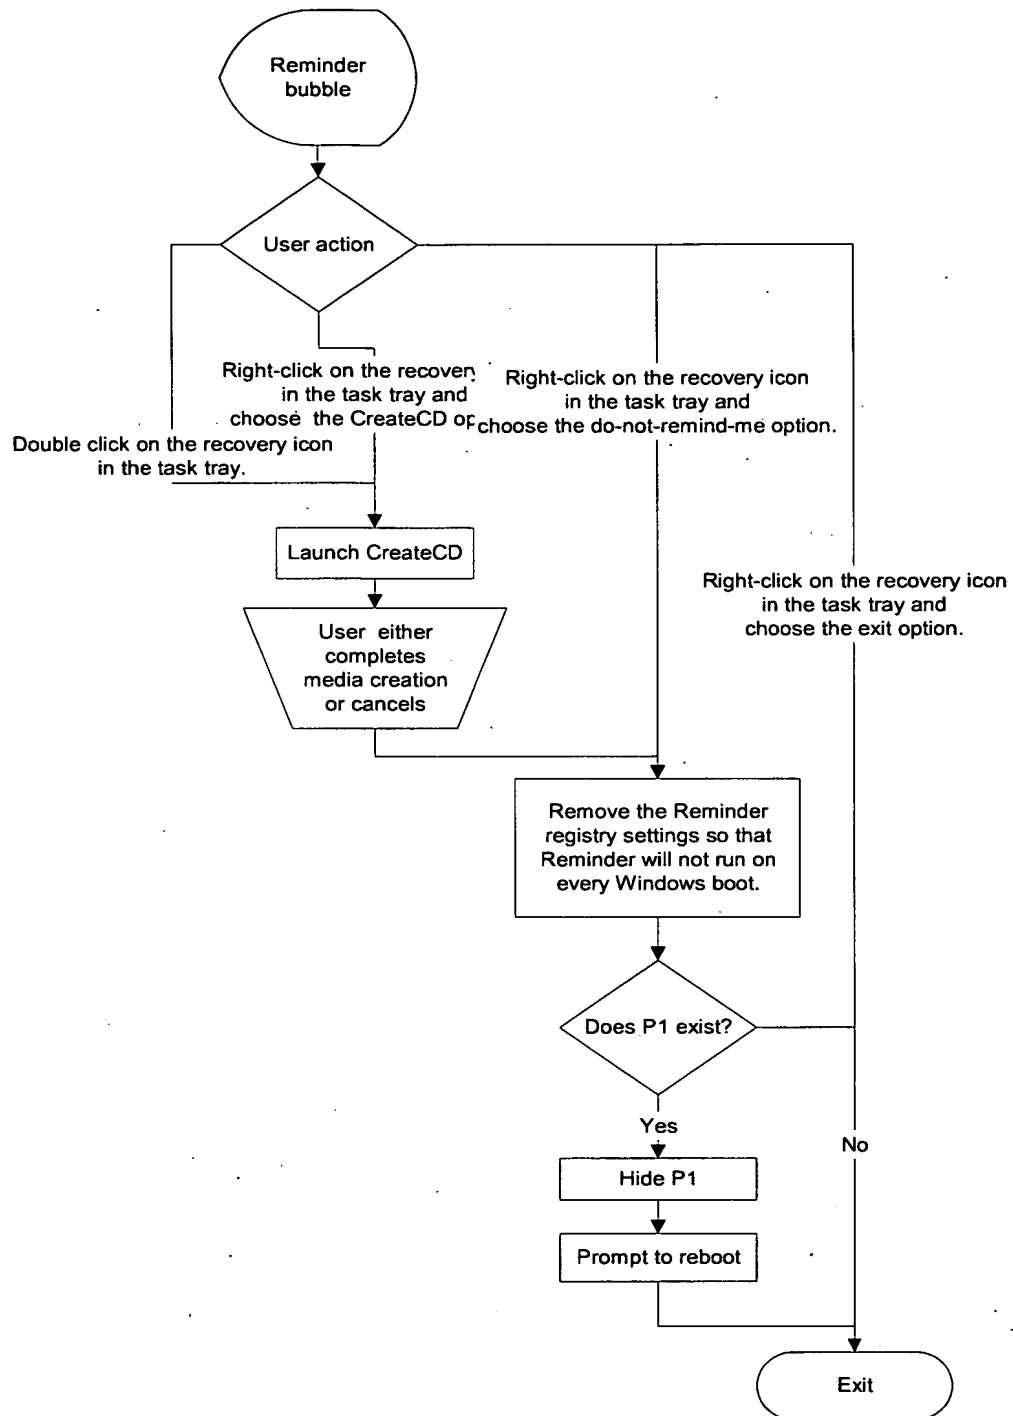 Reminder
bubble
User action
Right-click on the recovery
in the task tray and
choose the CreateCD op
Right-click on the recovery icon
in the task tray and
choose the do-not-remind-me option.
Double click on the recovery icon
in the task tray.
Launch CreateCD
Right-click on the recovery icon
in the task tray and
choose the exit option.
User either
completes
media creation
or cancels
Remove the Reminder
registry settings so that
Reminder will not run on
every Windows boot.
Does P1 exist?
Yes
No
Hide P1
Prompt to reboot
Exit